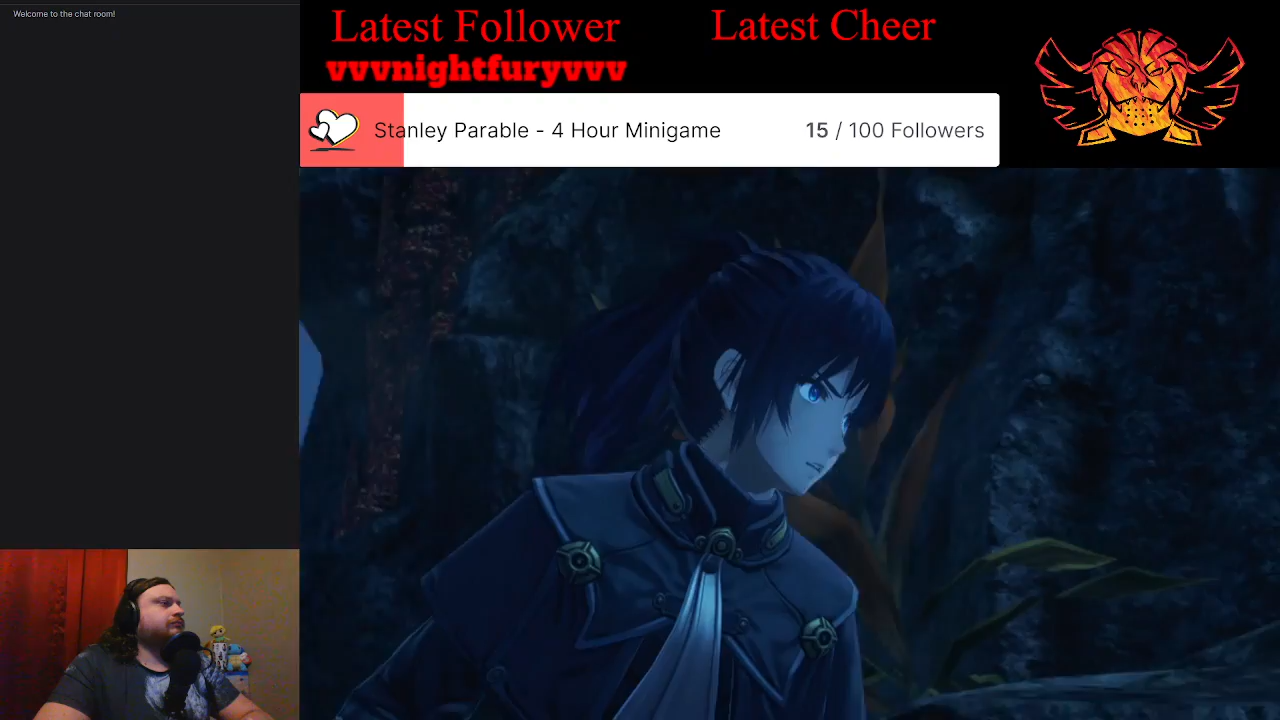 Welcome to the chat room!
Latest Follower
vvvnightfuryvvv
Latest Cheer
Stanley Parable - 4 Hour Minigame
15 / 100 Followers